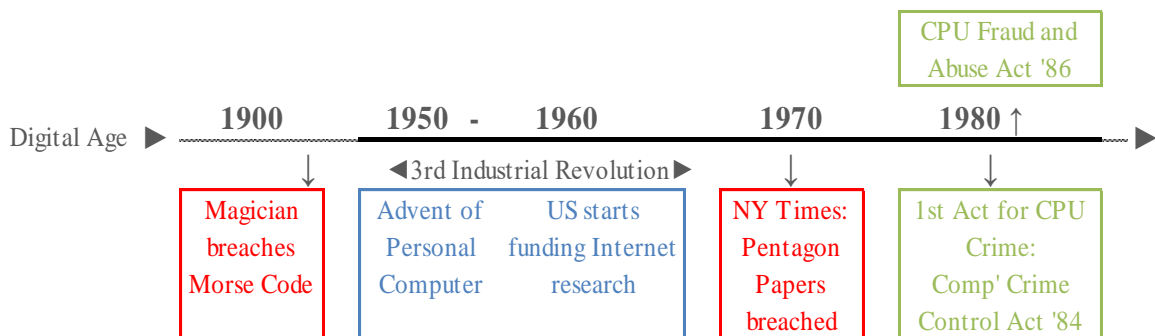 CPU Fraud and
Abuse Act '86
1900 1950 - 1960 1970 1980 ↑
Digital Age ►
◄3rd Industrial Revolution►
Magician
breaches
Morse Code
Advent of
Personal
Computer
US starts
funding Internet
research
NY Times:
Pentagon
Papers
breached
1st Act for CPU
Crime:
Comp' Crime
Control Act '84